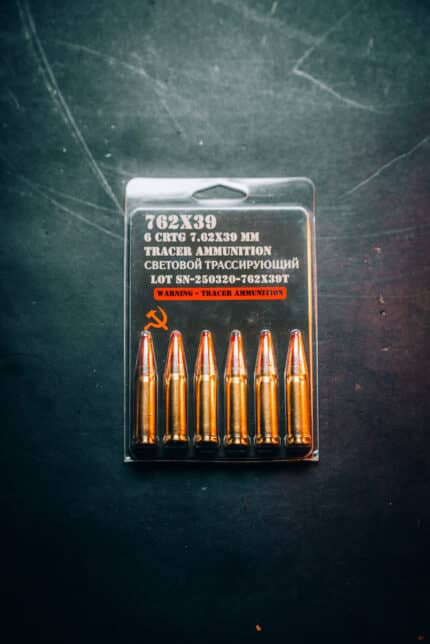 762X39
6 CRTG 7.62X39 MM
TRACER AMMUNITION
СВЕТОВОЙ ТРАССИРУЮЩИЙ
LOT SN-250320-762X39T
WARNING - TRACER AMMUNITION